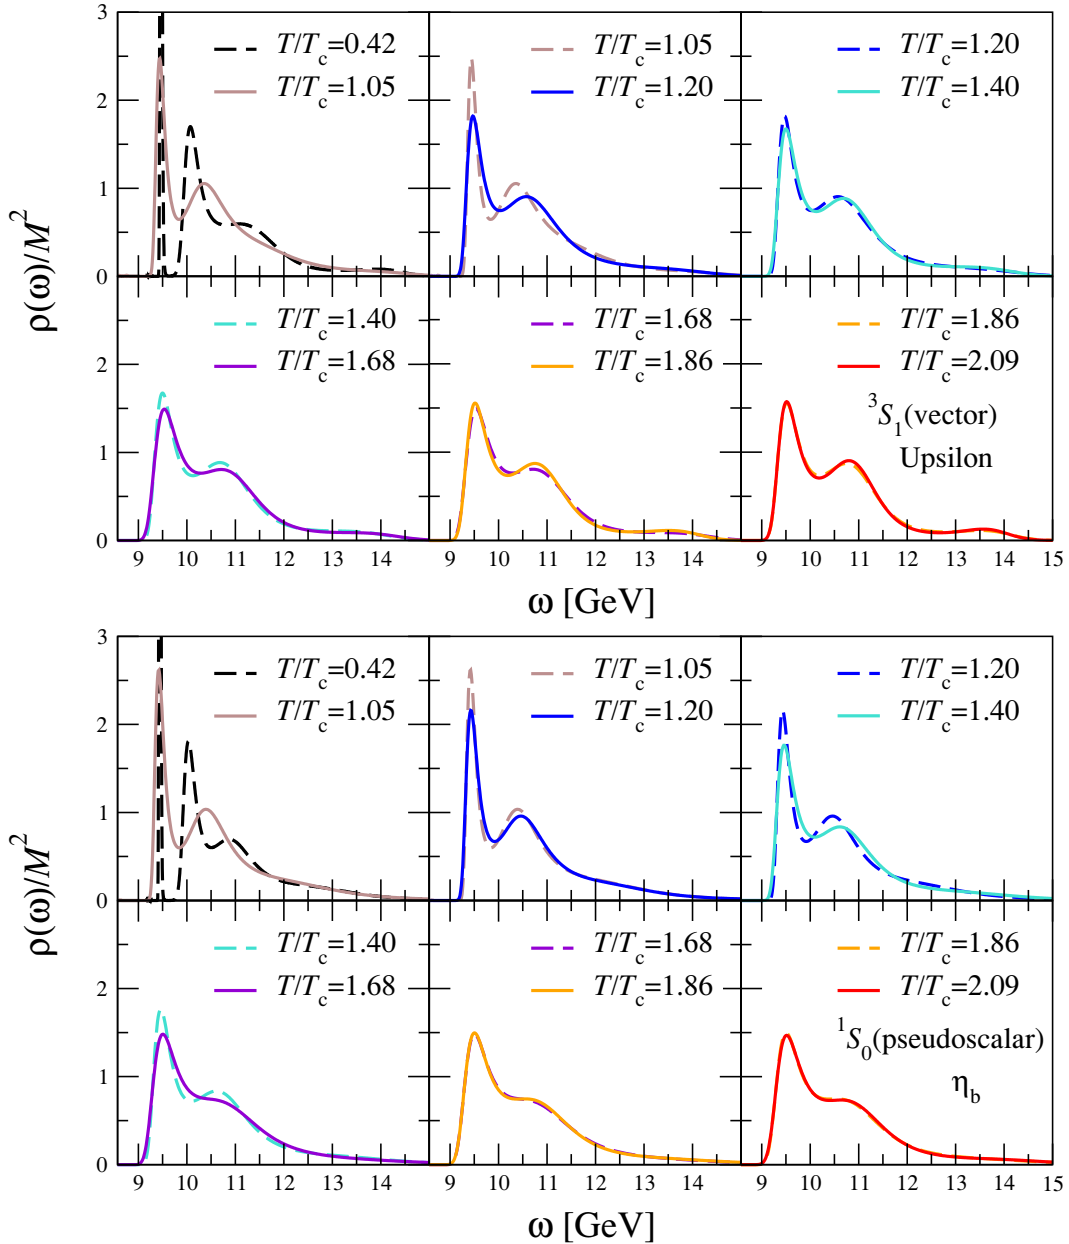 3
2
1
0
ρ(ω)/M²
T/Tc=0.42
T/Tc=1.05
T/Tc=1.05
T/Tc=1.20
T/Tc=1.20
T/Tc=1.40
2
1
0
T/Tc=1.40
T/Tc=1.68
T/Tc=1.68
T/Tc=1.86
T/Tc=1.86
T/Tc=2.09
³S₁(vector)
Upsilon
9 10 11 12 13 14
9 10 11 12 13 14
9 10 11 12 13 14 15
ω [GeV]
3
2
1
0
ρ(ω)/M²
T/Tc=0.42
T/Tc=1.05
T/Tc=1.05
T/Tc=1.20
T/Tc=1.20
T/Tc=1.40
2
1
0
T/Tc=1.40
T/Tc=1.68
T/Tc=1.68
T/Tc=1.86
T/Tc=1.86
T/Tc=2.09
¹S₀(pseudoscalar)
ηb
9 10 11 12 13 14
9 10 11 12 13 14
9 10 11 12 13 14 15
ω [GeV]